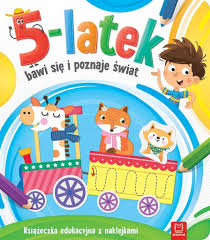 5-latek
bawi się i poznaje świat
Książeczka edukacyjna z naklejkami